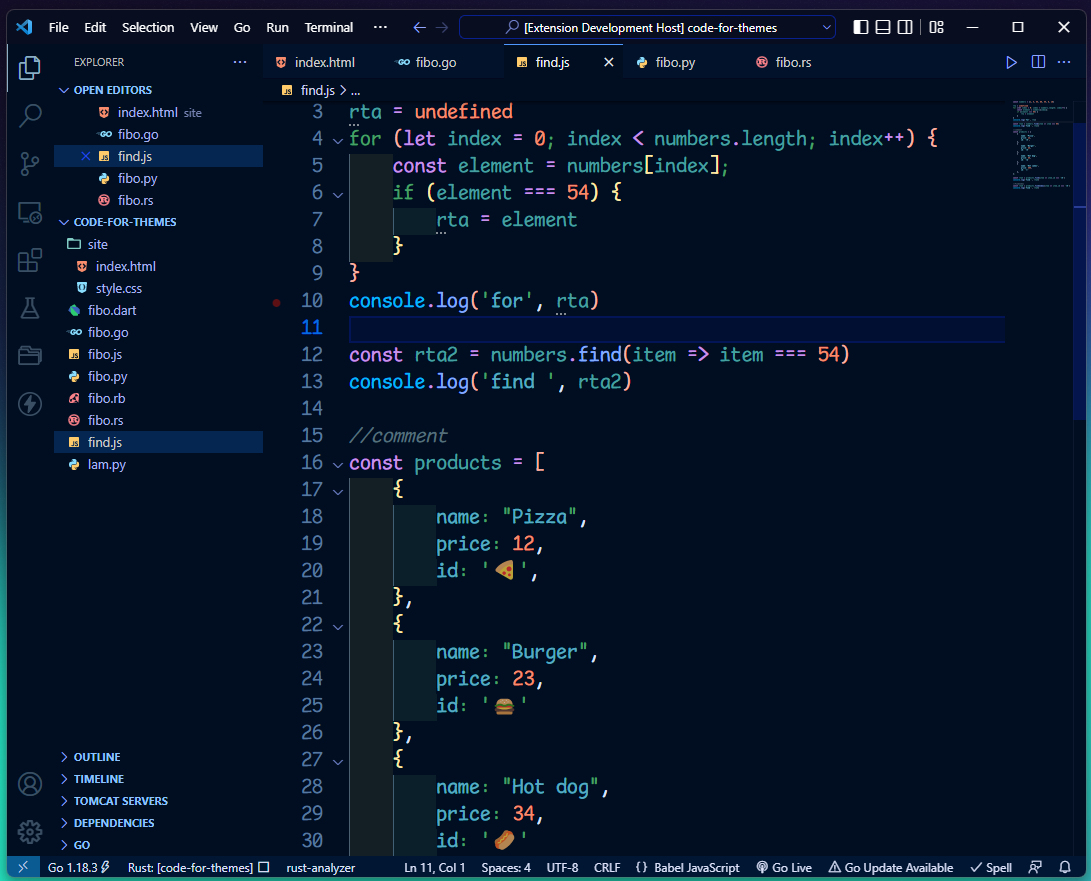 File Edit Selection View Go Run Terminal ··· [Extension Development Host] code-for-themes
EXPLORER ···
index.html fibo.go find.js fibo.py fibo.rs ···
OPEN EDITORS
index.html site
fibo.go
find.js
fibo.py
fibo.rs
CODE-FOR-THEMES
site
index.html
style.css
fibo.dart
fibo.go
fibo.js
fibo.py
fibo.rb
fibo.rs
find.js
lam.py
OUTLINE
TIMELINE
TOMCAT SERVERS
DEPENDENCIES
GO
find.js > ...
3 rta = undefined
4 for (let index = 0; index < numbers.length; index++) {
5 const element = numbers[index];
6 if (element === 54) {
7 rta = element
8 }
9 }
10 console.log('for', rta)
11
12 const rta2 = numbers.find(item => item === 54)
13 console.log('find ', rta2)
14
15 //comment
16 const products = [
17 {
18 name: "Pizza",
19 price: 12,
20 id: '🍕',
21 },
22 {
23 name: "Burger",
24 price: 23,
25 id: '🍔'
26 },
27 {
28 name: "Hot dog",
29 price: 34,
30 id: '🌭'
Go 1.18.3 Rust: [code-for-themes] rust-analyzer Ln 11, Col 1 Spaces: 4 UTF-8 CRLF {} Babel JavaScript Go Live Go Update Available Spell